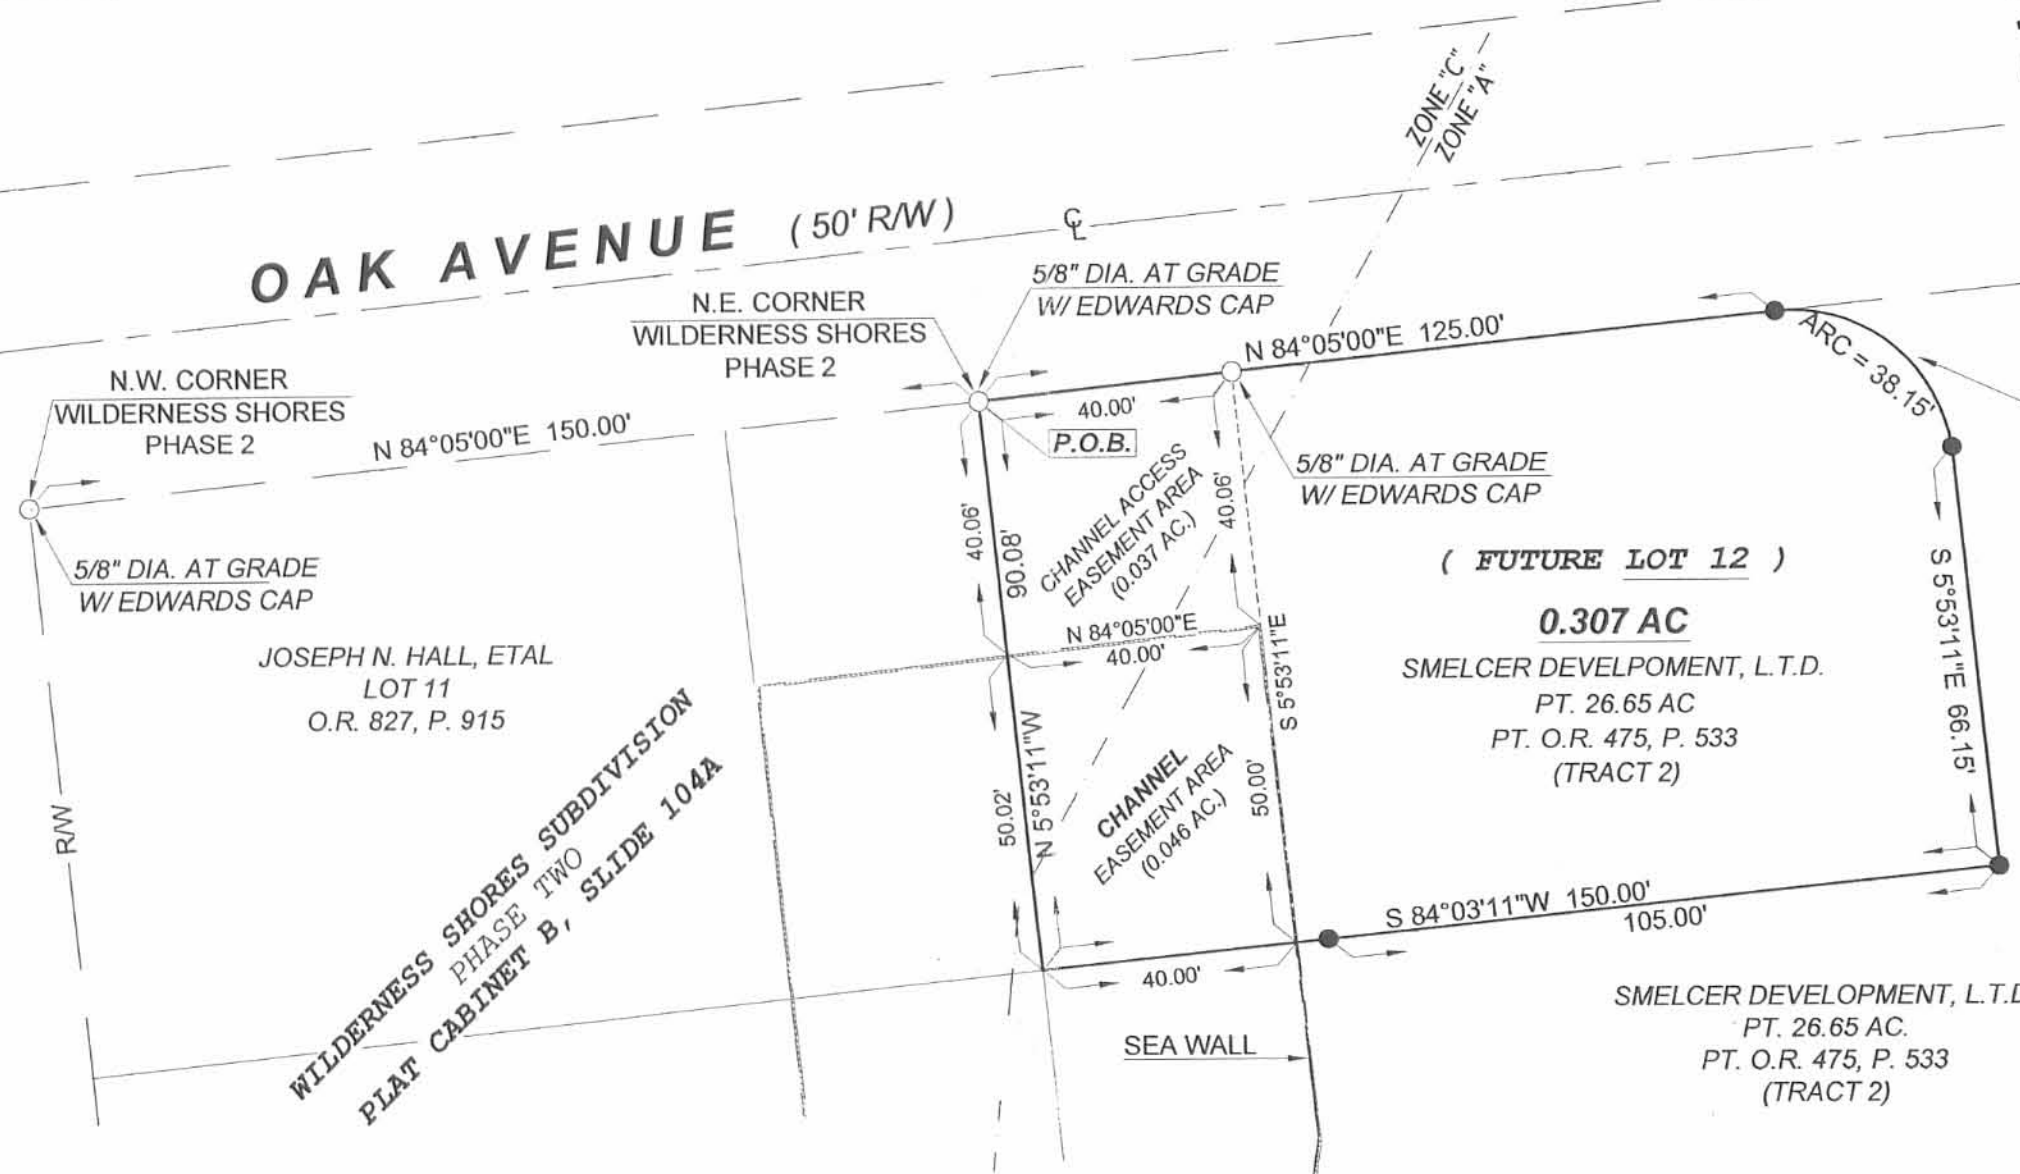 ZONE "C"
ZONE "A"
OAK AVENUE (50' R/W)
℄
5/8" DIA. AT GRADE
W/ EDWARDS CAP
N.E. CORNER
WILDERNESS SHORES
PHASE 2
N 84°05'00"E 125.00'
ARC = 38.15'
N.W. CORNER
WILDERNESS SHORES
PHASE 2
N 84°05'00"E 150.00'
40.00'
P.O.B.
5/8" DIA. AT GRADE
W/ EDWARDS CAP
5/8" DIA. AT GRADE
W/ EDWARDS CAP
40.06'
90.08'
CHANNEL ACCESS
EASEMENT AREA
(0.037 AC.)
40.06'
( FUTURE LOT 12 )
0.307 AC
SMELCER DEVELPOMENT, L.T.D.
PT. 26.65 AC
PT. O.R. 475, P. 533
(TRACT 2)
S 5°53'11"E 66.15'
JOSEPH N. HALL, ETAL
LOT 11
O.R. 827, P. 915
N 84°05'00"E
40.00'
S 5°53'11"E
R/W
WILDERNESS SHORES SUBDIVISION
PHASE TWO
PLAT CABINET B, SLIDE 104A
50.02'
N 5°53'11"W
CHANNEL
EASEMENT AREA
(0.046 AC.)
50.00'
S 84°03'11"W 150.00'
105.00'
40.00'
SEA WALL
SMELCER DEVELOPMENT, L.T.D
PT. 26.65 AC.
PT. O.R. 475, P. 533
(TRACT 2)